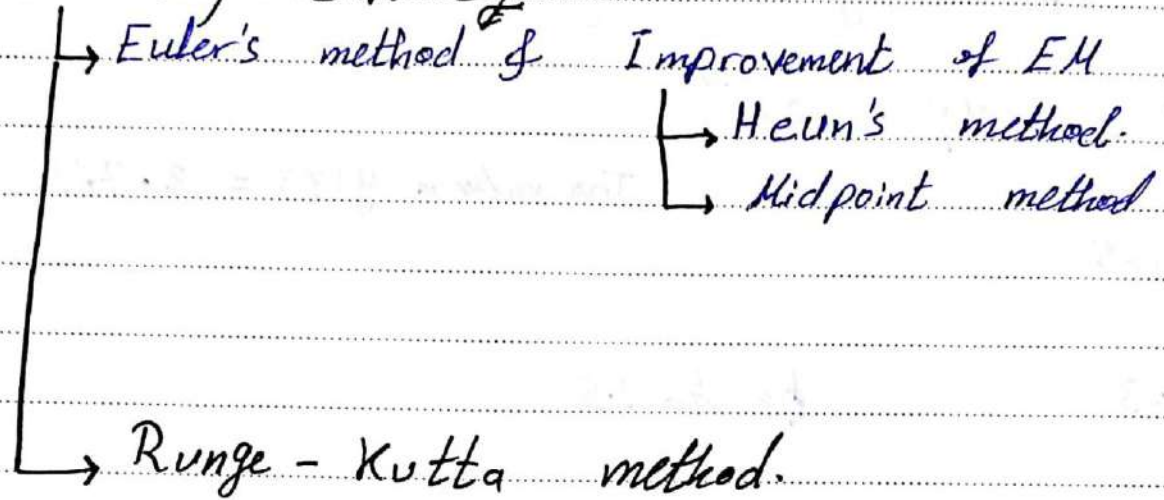 Euler's method & Improvement of EM
Heun's method.
Midpoint method
Runge - Kutta method.